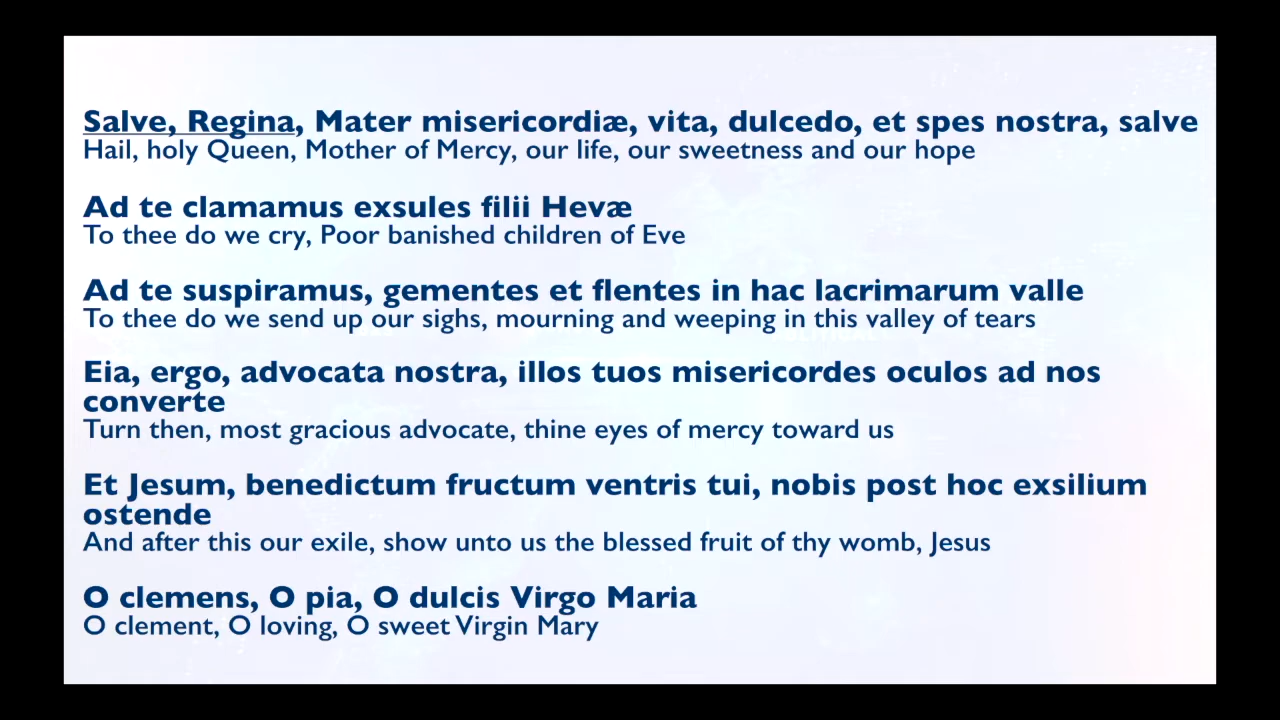 Salve, Regina, Mater misericordiæ, vita, dulcedo, et spes nostra, salve
Hail, holy Queen, Mother of Mercy, our life, our sweetness and our hope
Ad te clamamus exsules filii Hevæ
To thee do we cry, Poor banished children of Eve
Ad te suspiramus, gementes et flentes in hac lacrimarum valle
To thee do we send up our sighs, mourning and weeping in this valley of tears
Eia, ergo, advocata nostra, illos tuos misericordes oculos ad nos
converte
Turn then, most gracious advocate, thine eyes of mercy toward us
Et Jesum, benedictum fructum ventris tui, nobis post hoc exsilium
ostende
And after this our exile, show unto us the blessed fruit of thy womb, Jesus
O clemens, O pia, O dulcis Virgo Maria
O clement, O loving, O sweet Virgin Mary